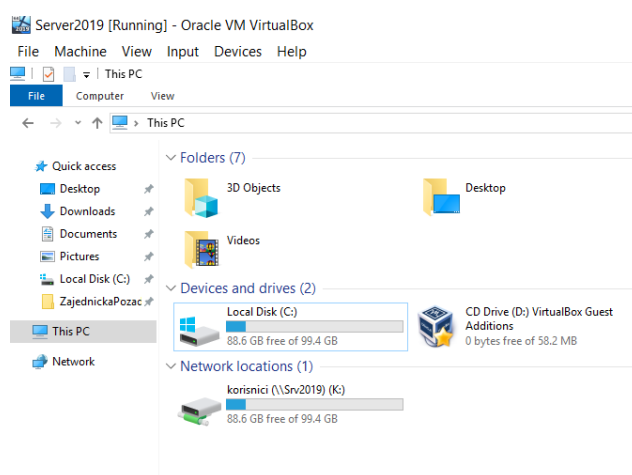 Server2019 [Running] - Oracle VM VirtualBox
File Machine View Input Devices Help
This PC
File Computer View
This PC
Quick access
Desktop
Downloads
Documents
Pictures
Local Disk (C:)
ZajednickaPozac
This PC
Network
Folders (7)
3D Objects
Desktop
Videos
Devices and drives (2)
Local Disk (C:)
88.6 GB free of 99.4 GB
CD Drive (D:) VirtualBox Guest
Additions
0 bytes free of 58.2 MB
Network locations (1)
korisnici (\\Srv2019) (K:)
88.6 GB free of 99.4 GB